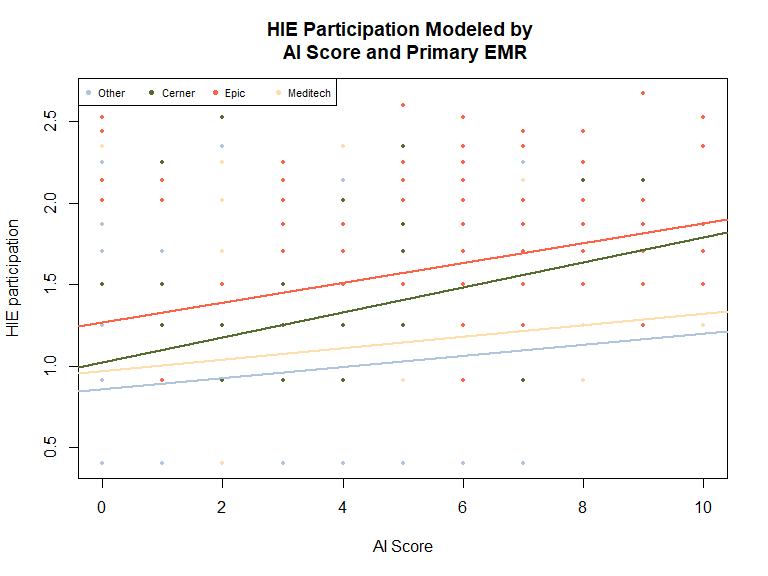 HIE Participation Modeled by
AI Score and Primary EMR
Other Cerner Epic Meditech
HIE participation
2.5
2.0
1.5
1.0
0.5
0 2 4 6 8 10
AI Score